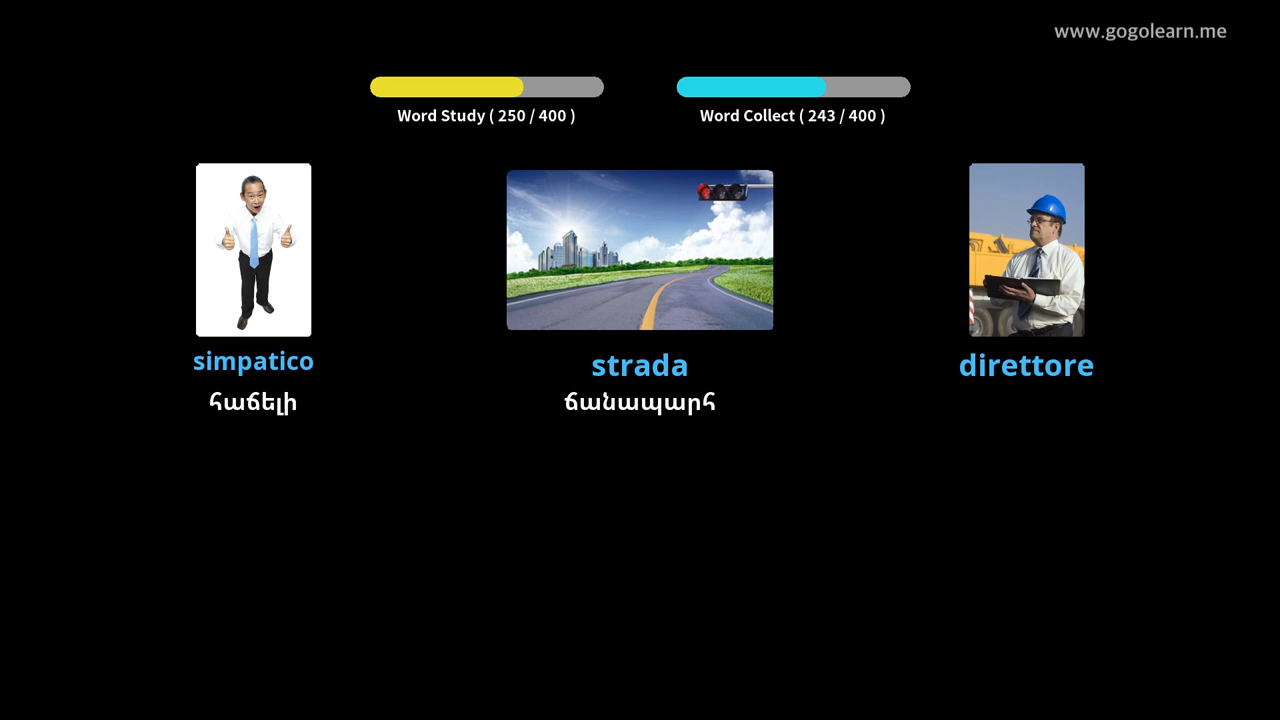 www.gogolearn.me
Word Study ( 250 / 400 )
Word Collect ( 243 / 400 )
simpatico
հաճելի
strada
ճանապարհ
direttore